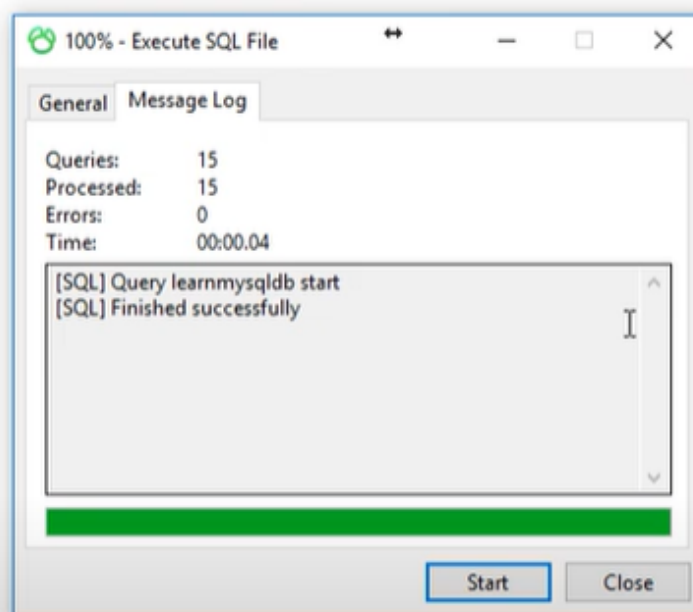 100% - Execute SQL File
General Message Log
Queries: 15
Processed: 15
Errors: 0
Time: 00:00.04
[SQL] Query learnmysqldb start
[SQL] Finished successfully
Start Close